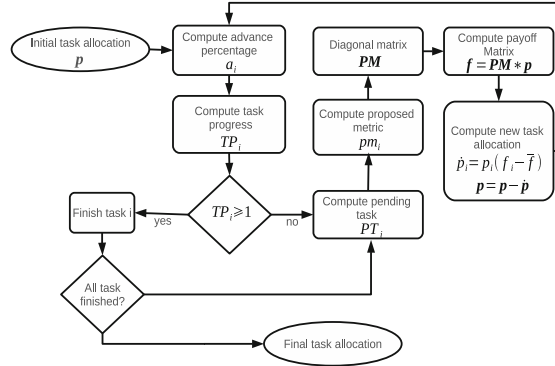 Initial task allocation
p
Compute advance
percentage
a_i
Compute task
progress
TP_i
TP_i⩾1
yes
no
Finish task i
All task
finished?
Final task allocation
Compute pending
task
PT_i
Compute proposed
metric
pm_i
Diagonal matrix
PM
Compute payoff
Matrix
f=PM*p
Compute new task
allocation
ṗ_i=p_i(f_i-f̅)
p=p-ṗ